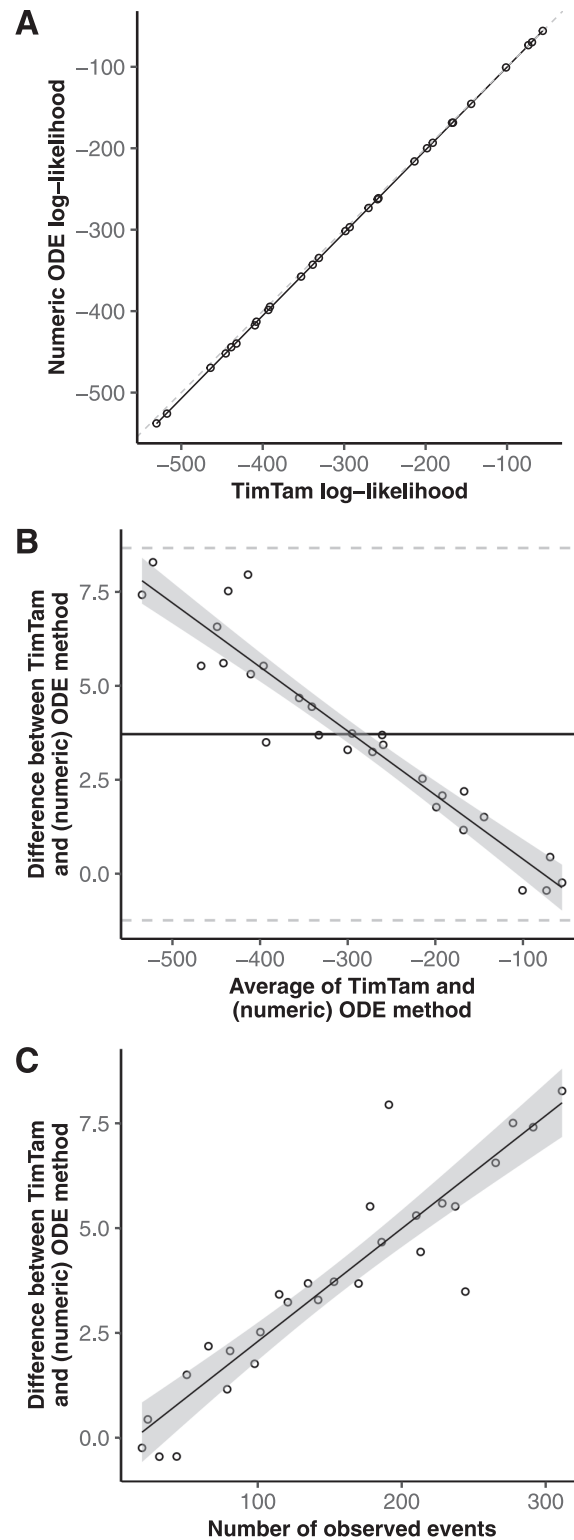 A
Numeric ODE log–likelihood
−100
−200
−300
−400
−500
−500 −400 −300 −200 −100
TimTam log–likelihood
B
Difference between TimTam
and (numeric) ODE method
7.5
5.0
2.5
0.0
−500 −400 −300 −200 −100
Average of TimTam and
(numeric) ODE method
C
Difference between TimTam
and (numeric) ODE method
7.5
5.0
2.5
0.0
100 200 300
Number of observed events